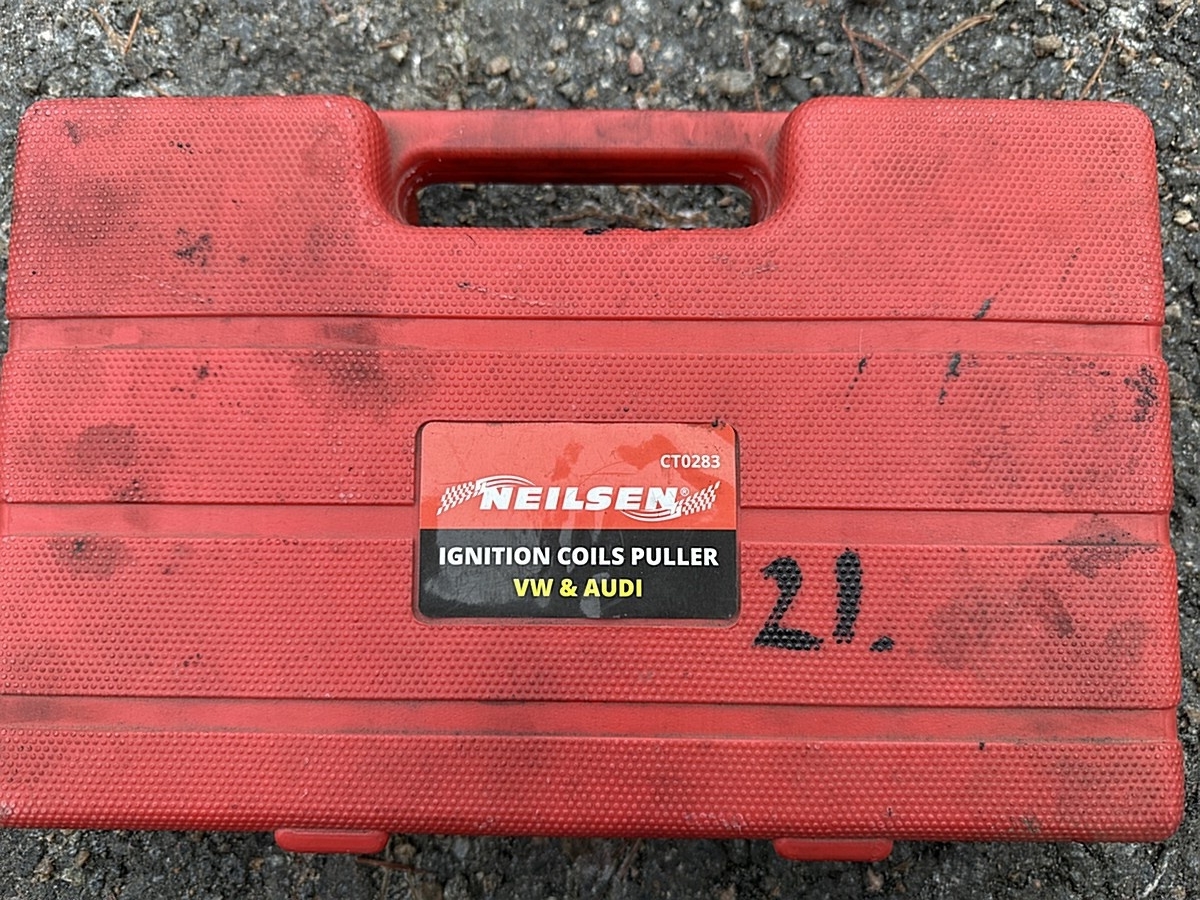 CT0283
NEILSEN®
IGNITION COILS PULLER
VW & AUDI
21.